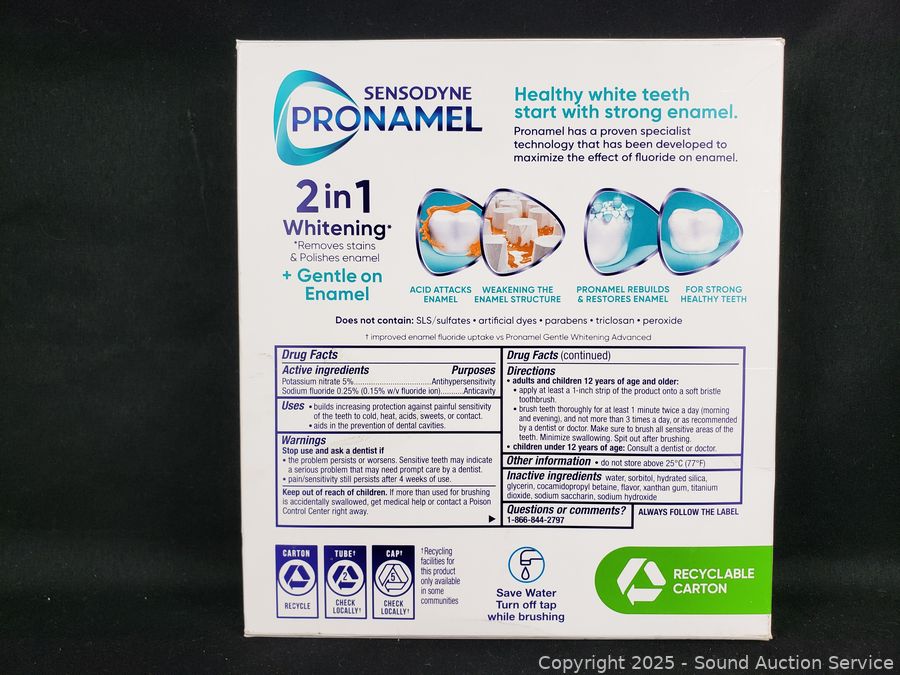 SENSODYNE
PRONAMEL
Healthy white teeth
start with strong enamel.
Pronamel has a proven specialist
technology that has been developed to
maximize the effect of fluoride on enamel.
2 in 1
Whitening*
*Removes stains
& Polishes enamel
+ Gentle on
Enamel
ACID ATTACKS
ENAMEL
WEAKENING THE
ENAMEL STRUCTURE
PRONAMEL REBUILDS
& RESTORES ENAMEL
FOR STRONG
HEALTHY TEETH
Does not contain: SLS/sulfates • artificial dyes • parabens • triclosan • peroxide
† improved enamel fluoride uptake vs Pronamel Gentle Whitening Advanced
Drug Facts
Active ingredients Purposes
Potassium nitrate 5%..............................Antihypersensitivity
Sodium fluoride 0.25% (0.15% w/v fluoride ion)..........Anticavity
Uses • builds increasing protection against painful sensitivity
of the teeth to cold, heat, acids, sweets, or contact.
• aids in the prevention of dental cavities.
Warnings
Stop use and ask a dentist if
• the problem persists or worsens. Sensitive teeth may indicate
a serious problem that may need prompt care by a dentist.
• pain/sensitivity still persists after 4 weeks of use.
Keep out of reach of children. If more than used for brushing
is accidentally swallowed, get medical help or contact a Poison
Control Center right away.
Drug Facts (continued)
Directions
• adults and children 12 years of age and older:
• apply at least a 1-inch strip of the product onto a soft bristle
toothbrush.
• brush teeth thoroughly for at least 1 minute twice a day (morning
and evening), and not more than 3 times a day, or as recommended
by a dentist or doctor. Make sure to brush all sensitive areas of the
teeth. Minimize swallowing. Spit out after brushing.
• children under 12 years of age: Consult a dentist or doctor.
Other information • do not store above 25°C (77°F)
Inactive ingredients water, sorbitol, hydrated silica,
glycerin, cocamidopropyl betaine, flavor, xanthan gum, titanium
dioxide, sodium saccharin, sodium hydroxide
Questions or comments?
1-866-844-2797
ALWAYS FOLLOW THE LABEL
CARTON
RECYCLE
TUBE†
2
CHECK
LOCALLY†
CAP†
5
CHECK
LOCALLY†
†Recycling
facilities for
this product
only available
in some
communities
Save Water
Turn off tap
while brushing
RECYCLABLE
CARTON
Copyright 2025 - Sound Auction Service